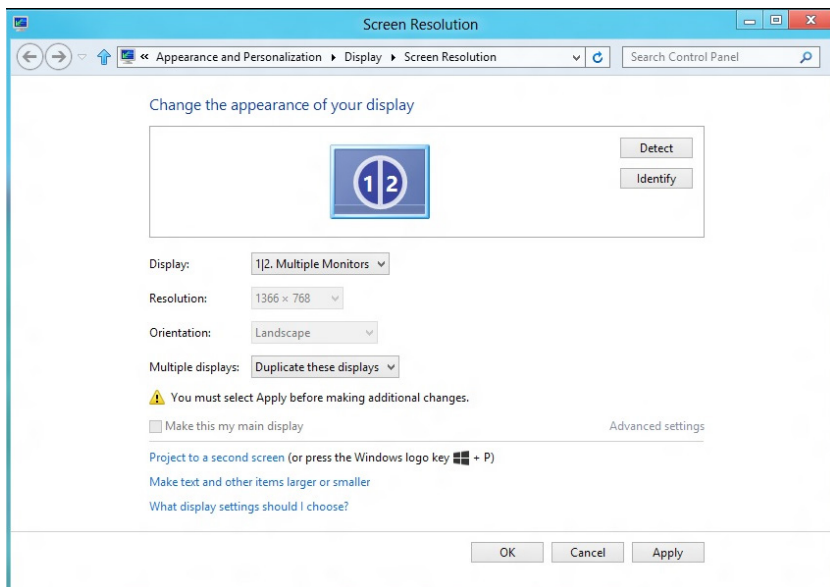 Screen Resolution
« Appearance and Personalization ▸ Display ▸ Screen Resolution
Search Control Panel
Change the appearance of your display
1|2
Detect
Identify
Display: 1|2. Multiple Monitors
Resolution: 1366 × 768
Orientation: Landscape
Multiple displays: Duplicate these displays
You must select Apply before making additional changes.
Make this my main display Advanced settings
Project to a second screen (or press the Windows logo key + P)
Make text and other items larger or smaller
What display settings should I choose?
OK Cancel Apply